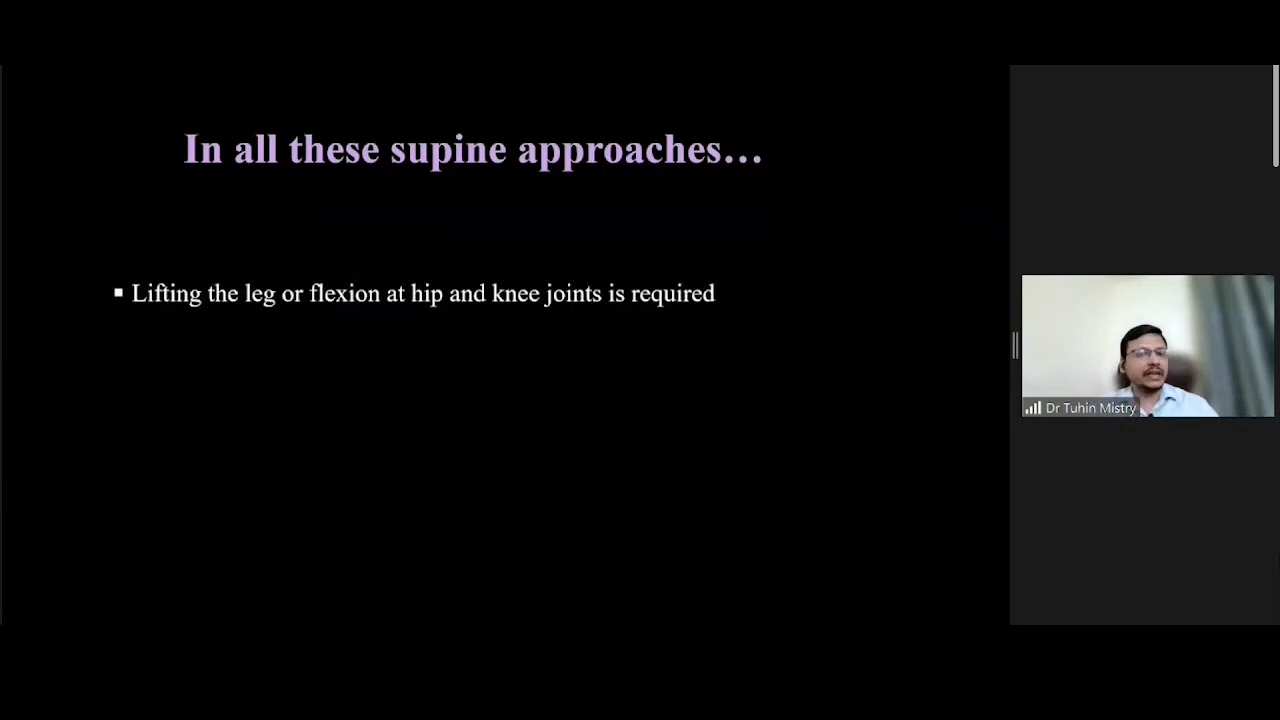 In all these supine approaches…
▪ Lifting the leg or flexion at hip and knee joints is required
Dr Tuhin Mistry